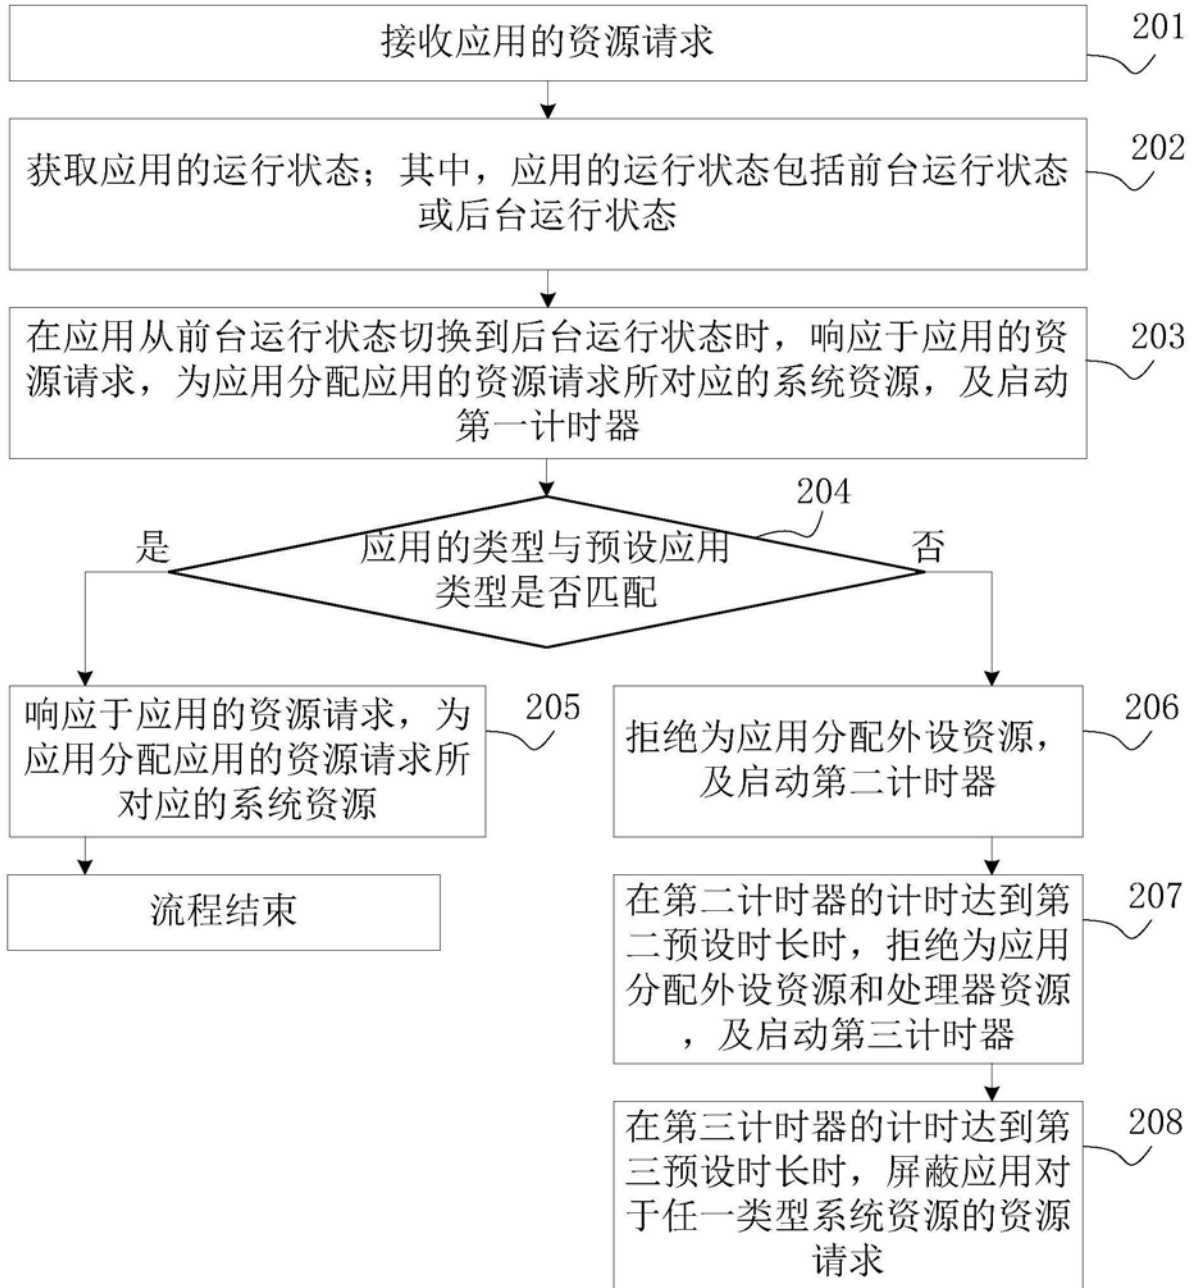 接收应用的资源请求
201
获取应用的运行状态；其中，应用的运行状态包括前台运行状态
或后台运行状态
202
在应用从前台运行状态切换到后台运行状态时，响应于应用的资
源请求，为应用分配应用的资源请求所对应的系统资源，及启动
第一计时器
203
204
应用的类型与预设应用
类型是否匹配
是
否
响应于应用的资源请求，为
应用分配应用的资源请求所
对应的系统资源
205
流程结束
拒绝为应用分配外设资源，
及启动第二计时器
206
在第二计时器的计时达到第
二预设时长时，拒绝为应用
分配外设资源和处理器资源
，及启动第三计时器
207
在第三计时器的计时达到第
三预设时长时，屏蔽应用对
于任一类型系统资源的资源
请求
208